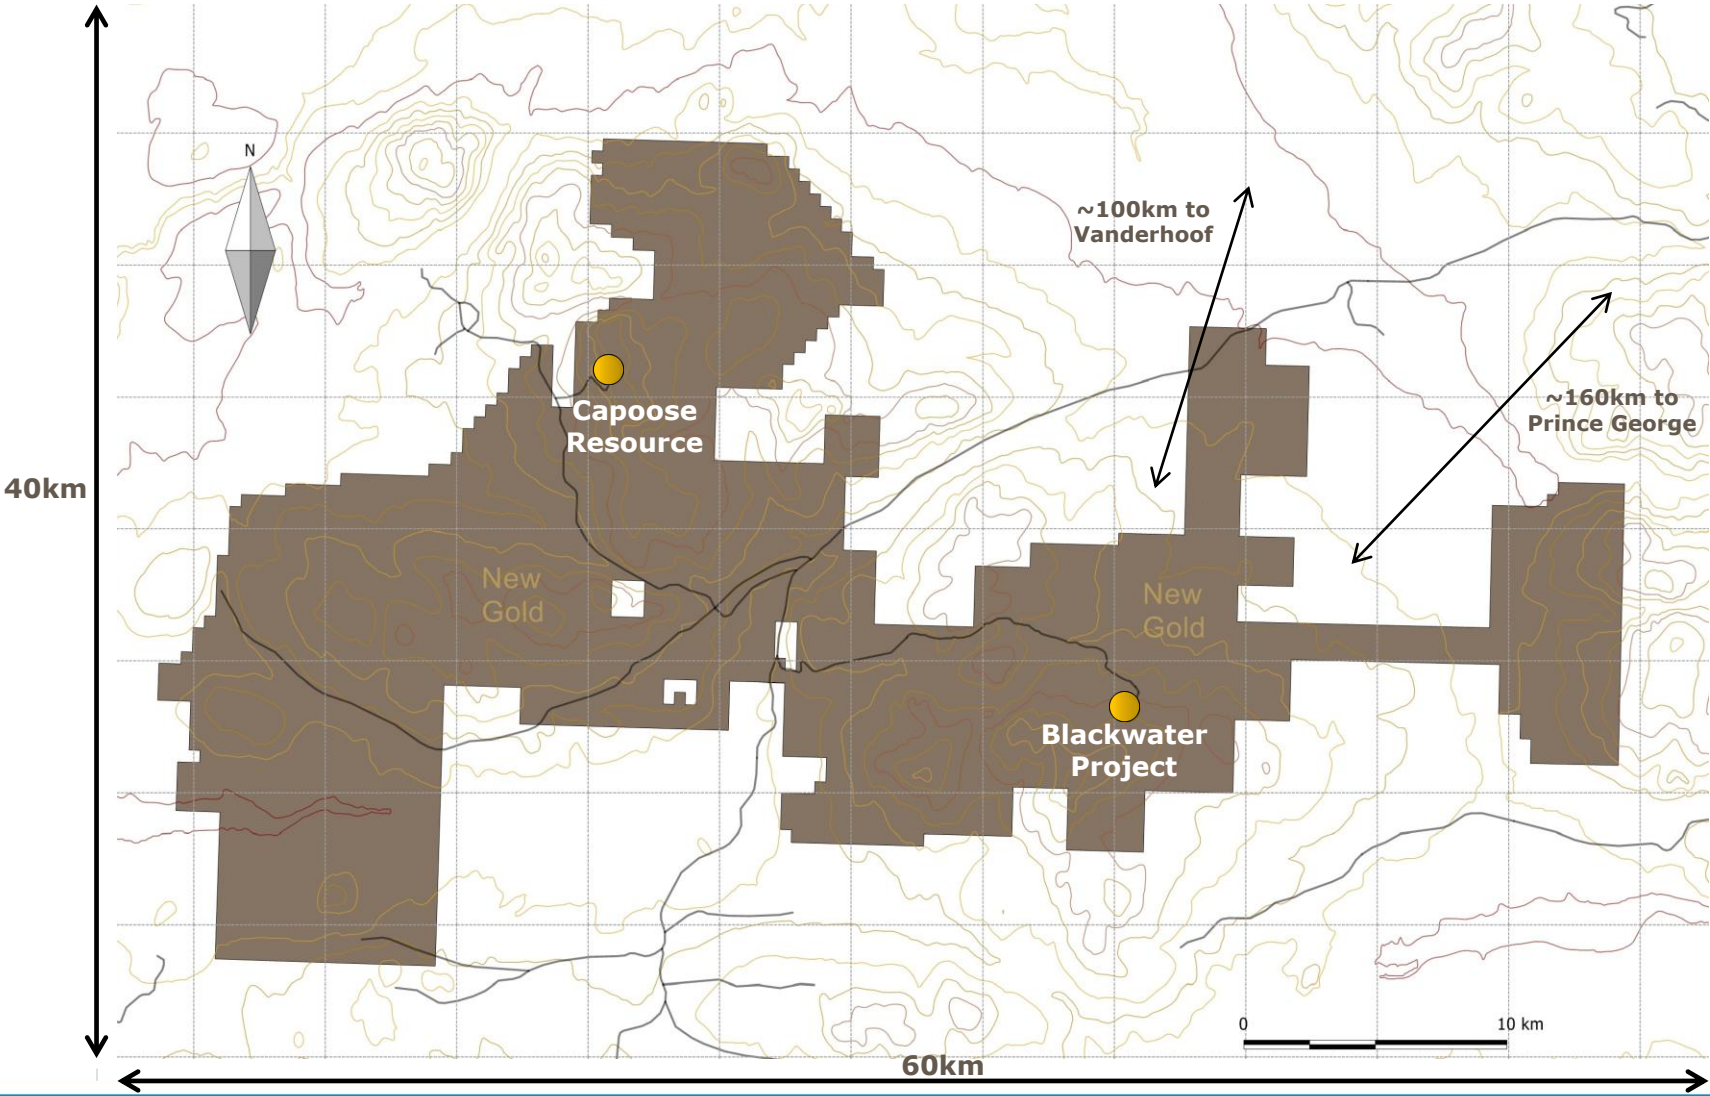 N
~100km to
Vanderhoof
~160km to
Prince George
Capoose
Resource
40km
New
Gold
New
Gold
Blackwater
Project
0 10 km
60km